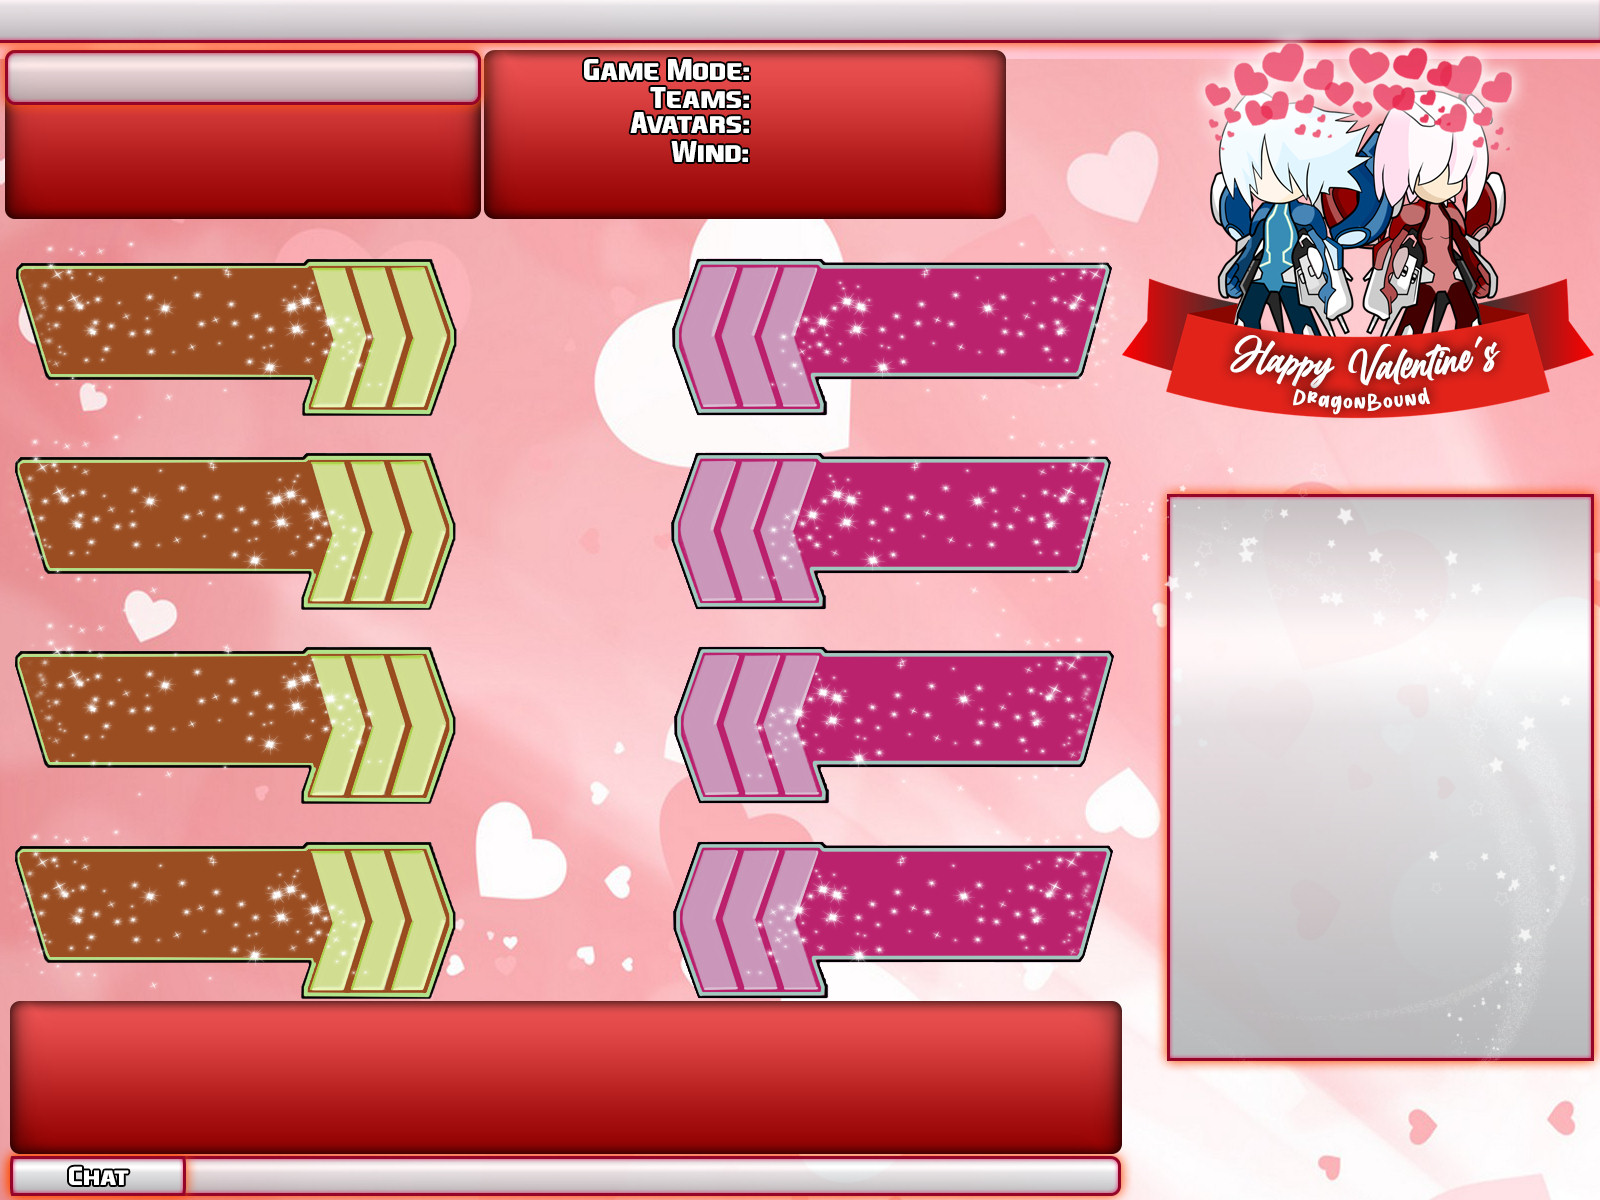 Game Mode:
Teams:
Avatars:
Wind:
Happy Valentine's
DragonBound
Chat